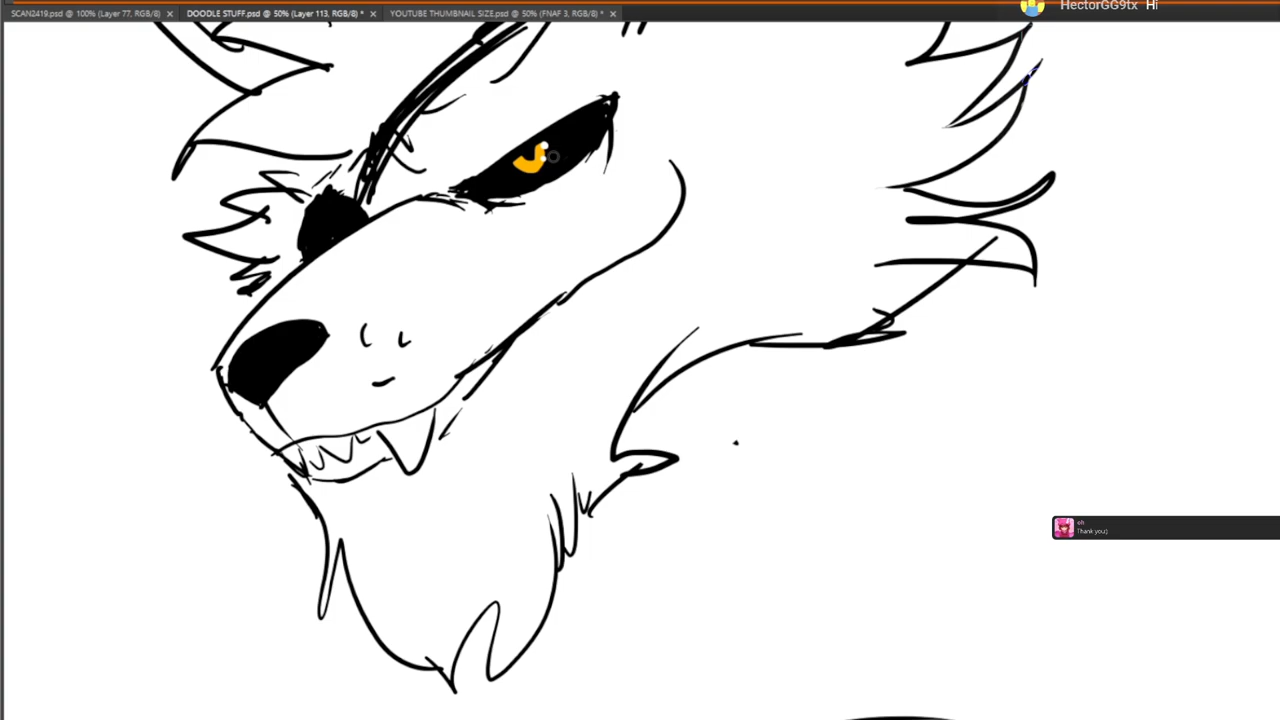 HectorGG9tx Hi
SCAN2419.psd @ 100% (Layer 77, RGB/8)
DOODLE STUFF.psd @ 50% (Layer 113, RGB/8) *
YOUTUBE THUMBNAIL SIZE.psd @ 50% (FNAF 3, RGB/8) *
oh
Thank you:)